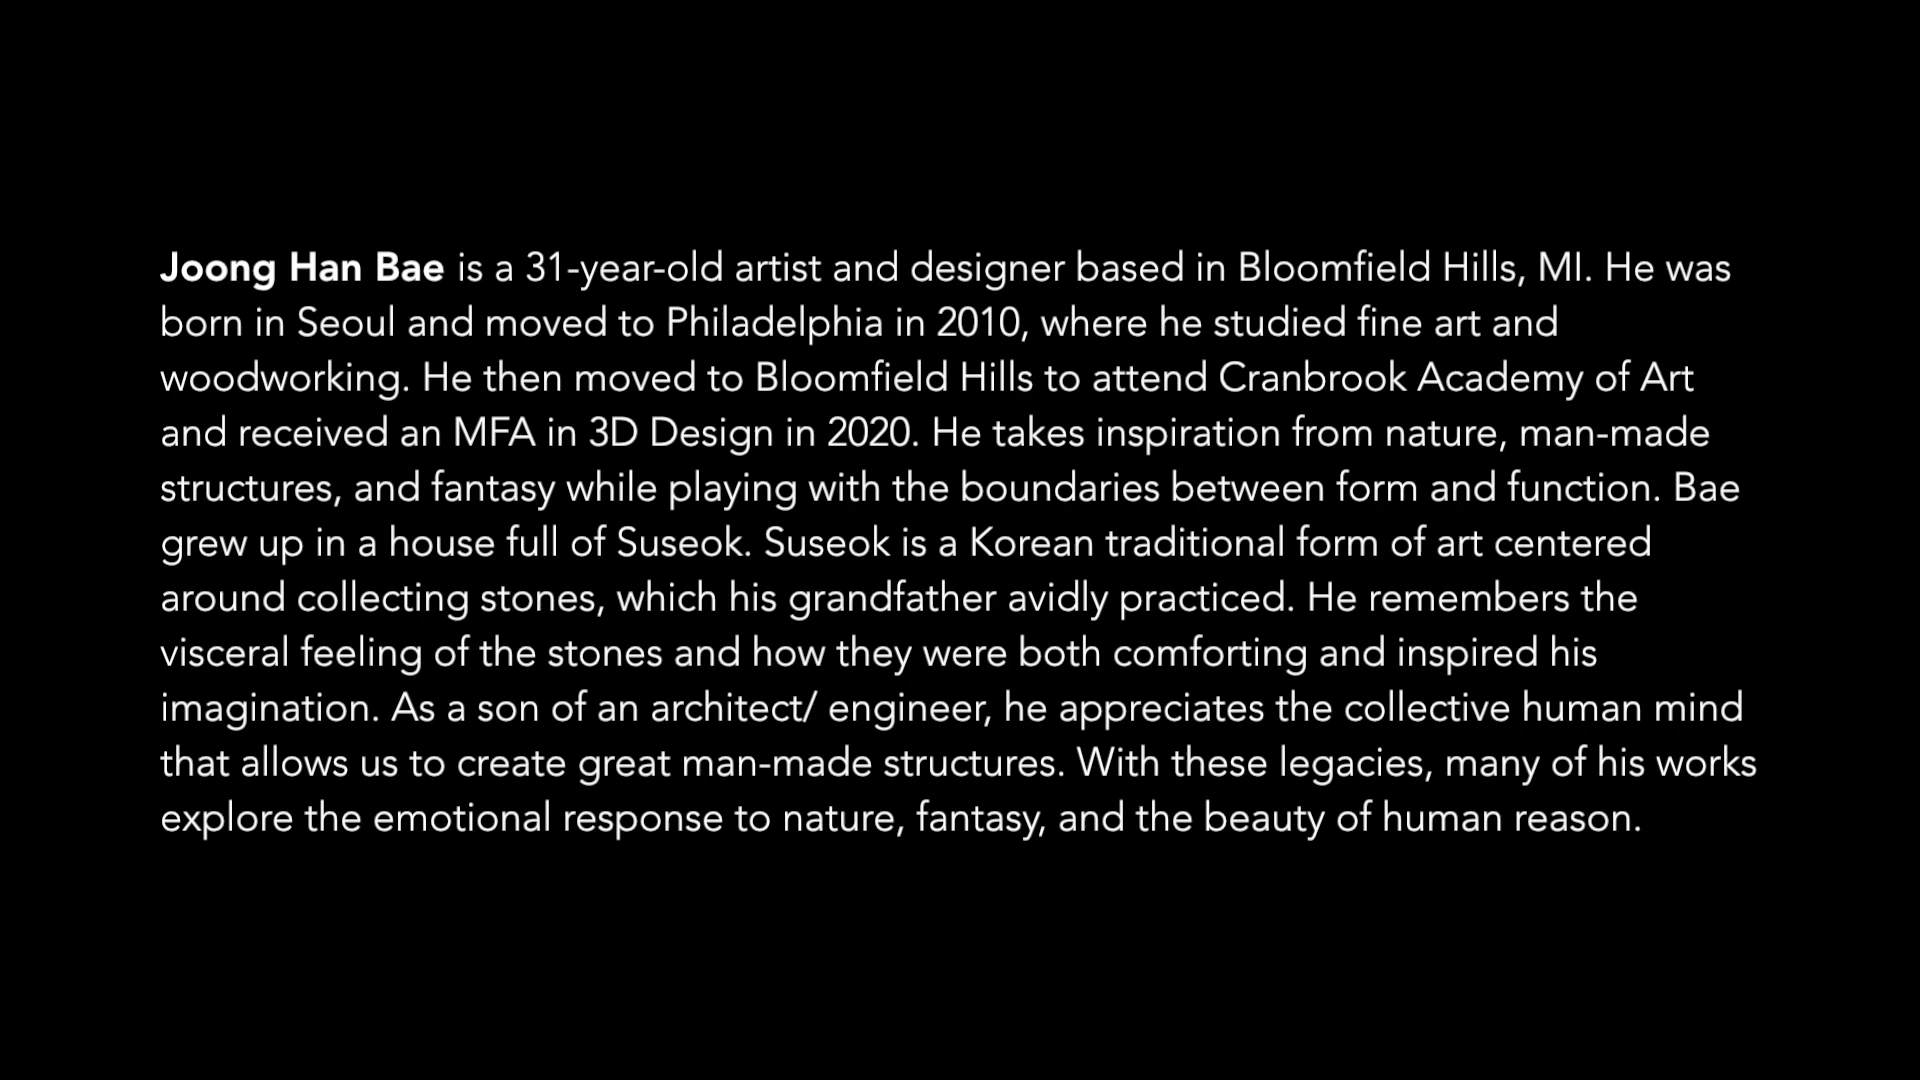 Joong Han Bae is a 31-year-old artist and designer based in Bloomfield Hills, MI. He was
born in Seoul and moved to Philadelphia in 2010, where he studied fine art and
woodworking. He then moved to Bloomfield Hills to attend Cranbrook Academy of Art
and received an MFA in 3D Design in 2020. He takes inspiration from nature, man-made
structures, and fantasy while playing with the boundaries between form and function. Bae
grew up in a house full of Suseok. Suseok is a Korean traditional form of art centered
around collecting stones, which his grandfather avidly practiced. He remembers the
visceral feeling of the stones and how they were both comforting and inspired his
imagination. As a son of an architect/ engineer, he appreciates the collective human mind
that allows us to create great man-made structures. With these legacies, many of his works
explore the emotional response to nature, fantasy, and the beauty of human reason.